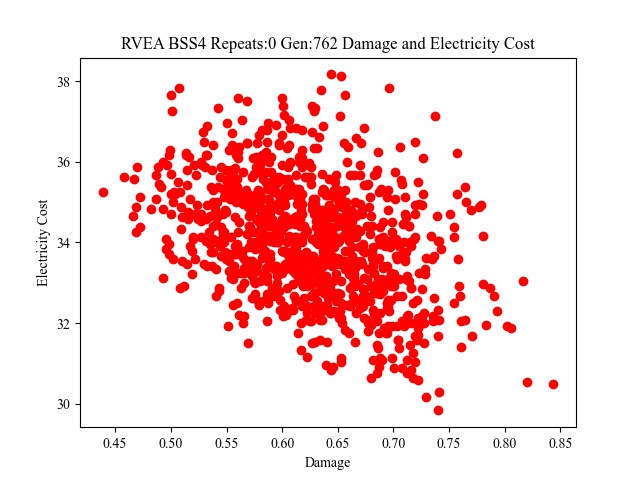 RVEA BSS4 Repeats:0 Gen:762 Damage and Electricity Cost
38
36
34
32
30
Electricity Cost
0.45 0.50 0.55 0.60 0.65 0.70 0.75 0.80 0.85
Damage